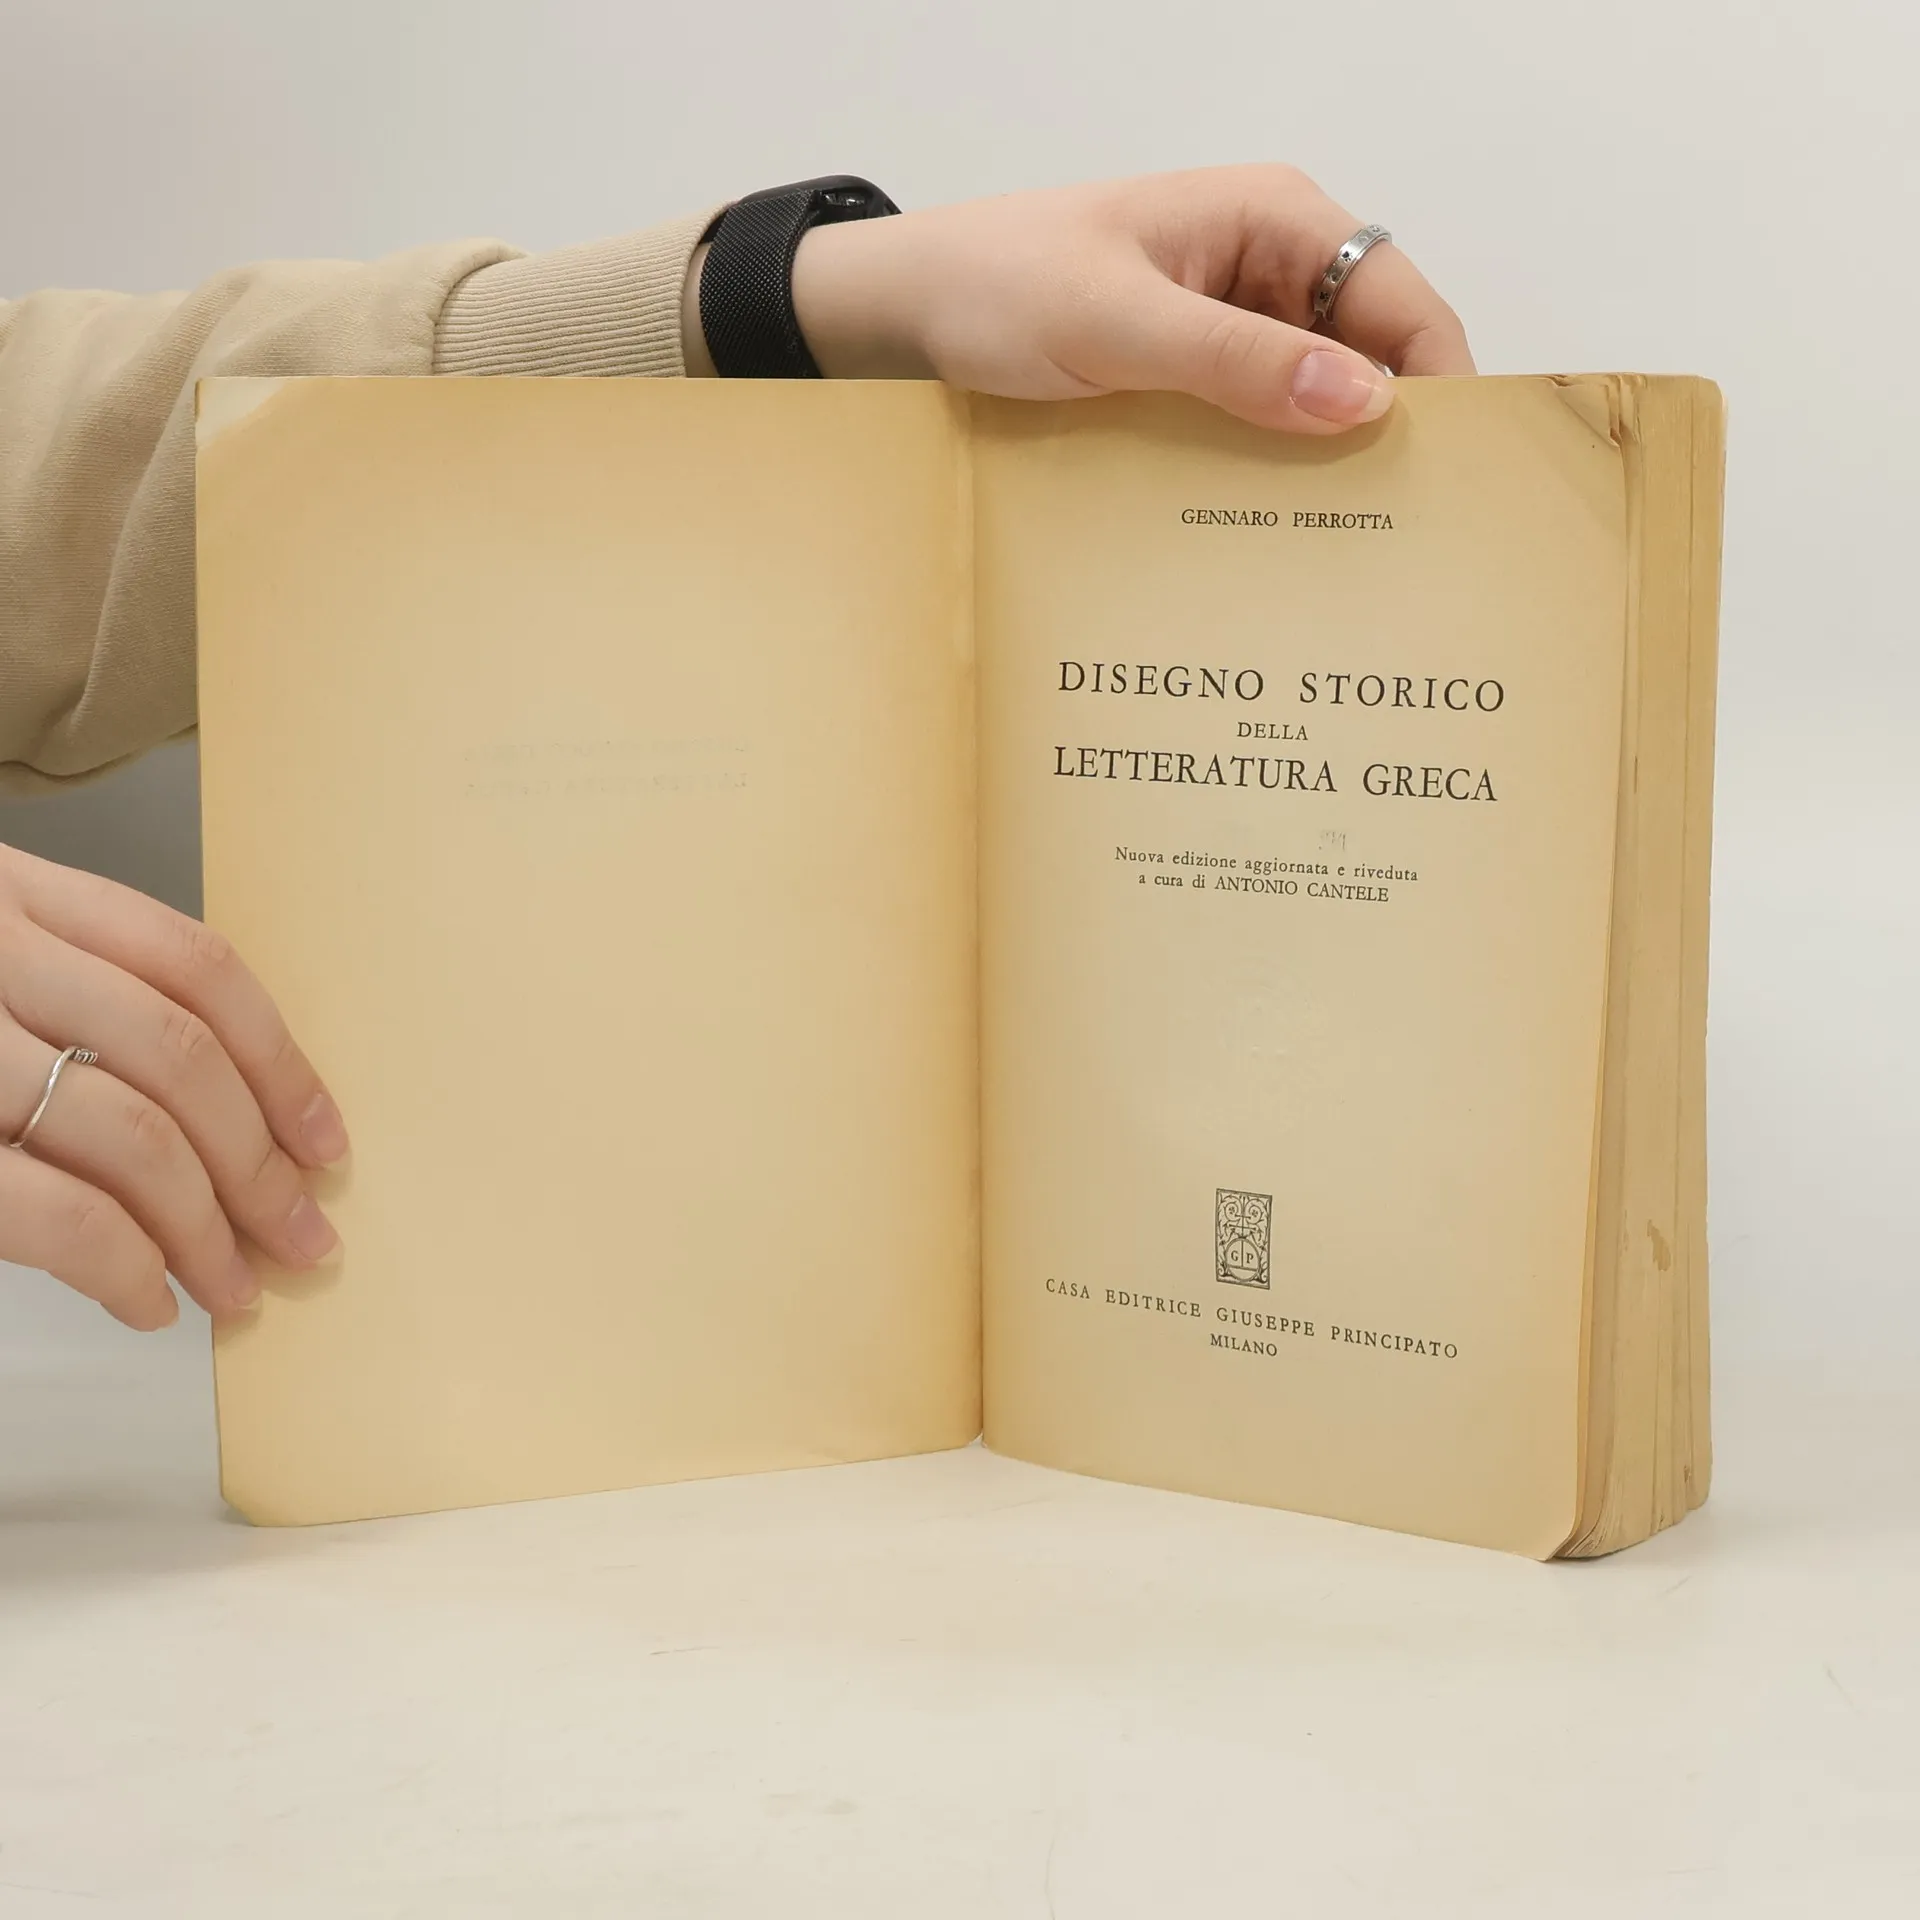 GENNARO PERROTTA
DISEGNO STORICO
DELLA
LETTERATURA GRECA
Nuova edizione aggiornata e riveduta
a cura di ANTONIO CANTELE
G P
CASA EDITRICE GIUSEPPE PRINCIPATO
MILANO